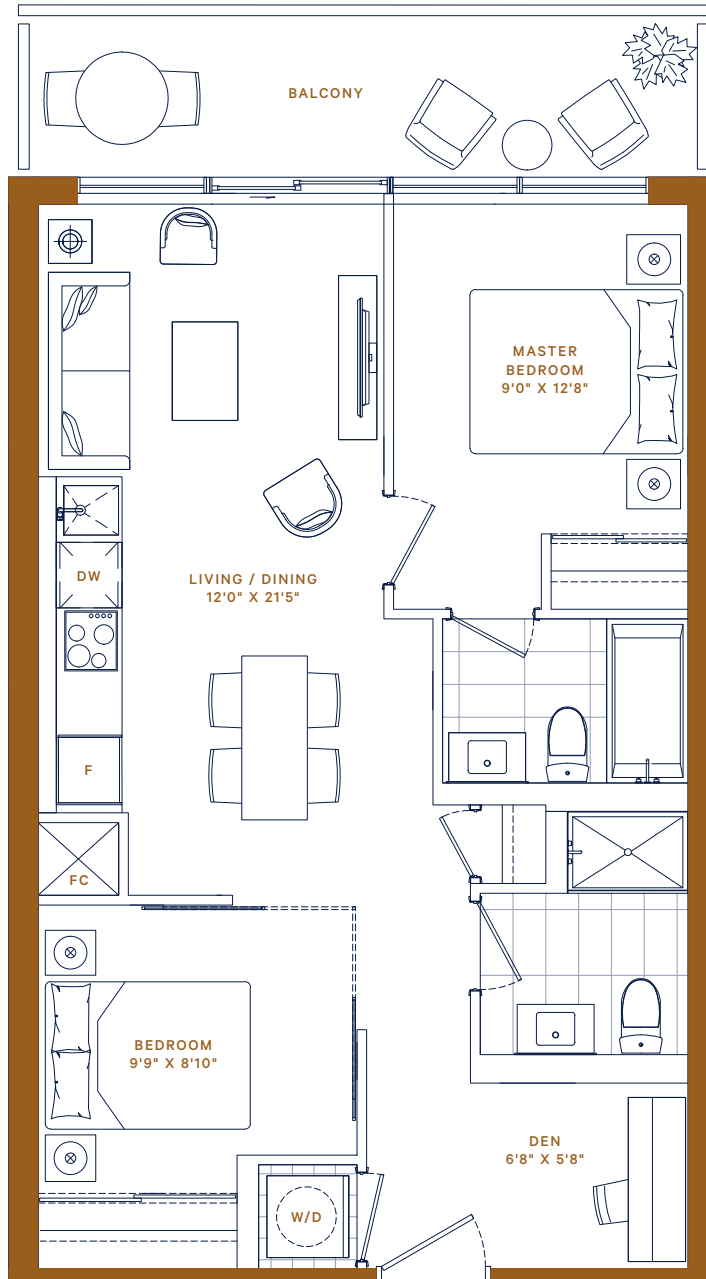 BALCONY
MASTER
BEDROOM
9'0" X 12'8"
DW
LIVING / DINING
12'0" X 21'5"
F
FC
BEDROOM
9'9" X 8'10"
DEN
6'8" X 5'8"
W/D